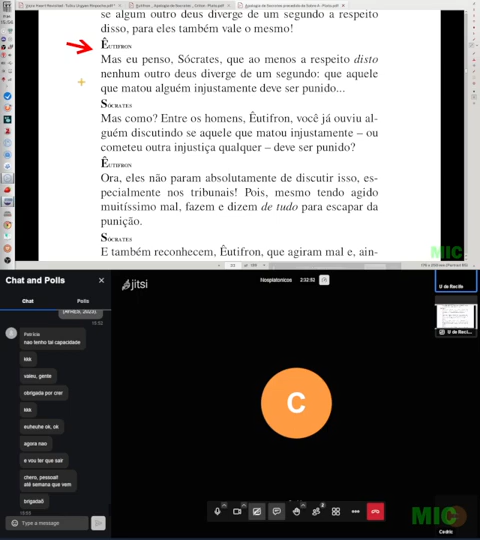 se algum outro deus diverge de um segundo a respeito
disso, para eles também vale o mesmo!
ÊUTIFRON
Mas eu penso, Sócrates, que ao menos a respeito disto
nenhum outro deus diverge de um segundo: que aquele
que matou alguém injustamente deve ser punido...
SÓCRATES
Mas como? Entre os homens, Êutifron, você já ouviu al-
guém discutindo se aquele que matou injustamente – ou
cometeu outra injustiça qualquer – deve ser punido?
ÊUTIFRON
Ora, eles não param absolutamente de discutir isso, es-
pecialmente nos tribunais! Pois, mesmo tendo agido
muitíssimo mal, fazem e dizem de tudo para escapar da
punição.
SÓCRATES
E também reconhecem, Êutifron, que agiram mal e, ain-
MIC
Chat and Polls
Chat
Polls
15:52
nao tenho tal capacidade
kkk
valeu, gente
obrigada por crer
kkk
euheuhe ok, ok
agora nao
e vou ter que sair
chero, pessoal!
até semana que vem
brigadaô
Type a message
jitsi
Neoplatonicos
2:32:52
C
U de Recife
U de Reci...
MIC
Cedric